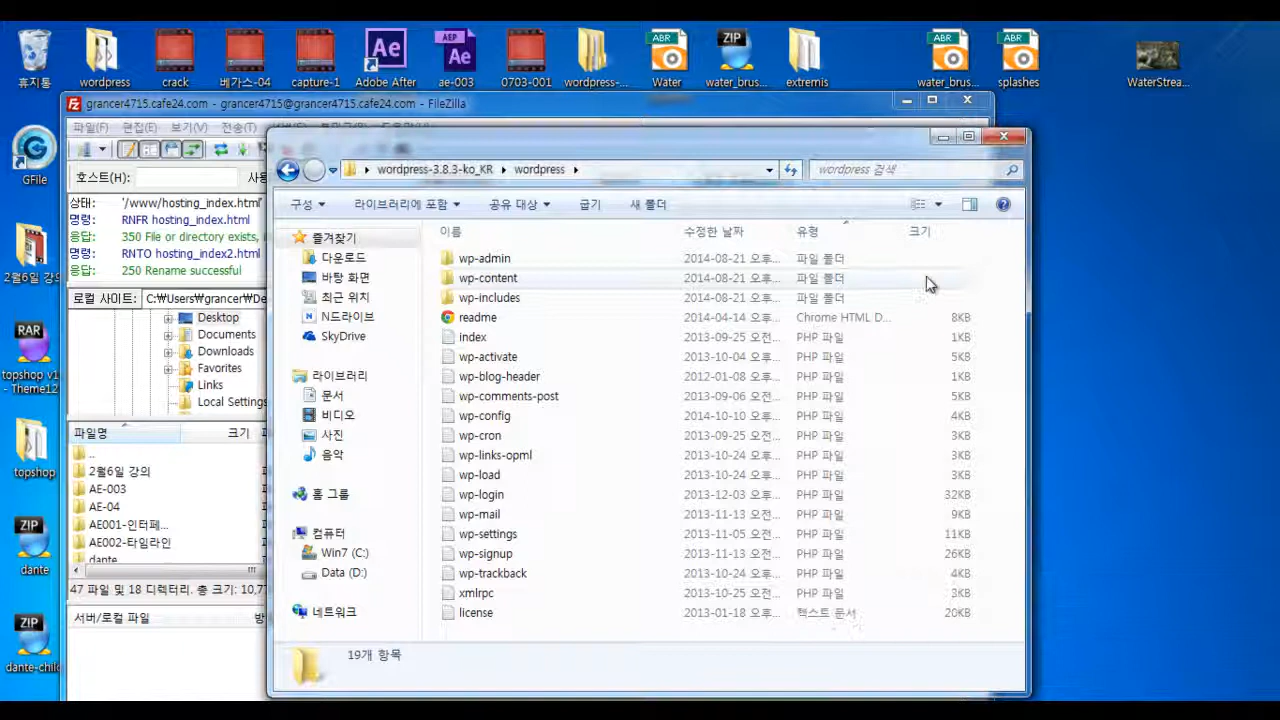 휴지통
wordpress
crack
베가스-04
capture-1
Adobe After
ae-003
0703-001
wordpress-...
Water
water_brus...
extremis
water_brus...
splashes
WaterStrea...
GFile
2월6일 강의
topshop v1
- Theme12
topshop
dante
dante-child
grancer4715.cafe24.com - grancer4715@grancer4715.cafe24.com - FileZilla
파일(F) 편집(E) 보기(V) 전송(T)
호스트(H):
상태: '/www/hosting_index.html'
명령: RNFR hosting_index.html
응답: 350 File or directory exists,
명령: RNTO hosting_index2.html
응답: 250 Rename successful
로컬 사이트: C:\Users\grancer\De
Desktop
Documents
Downloads
Favorites
Links
Local Settings
파일명 크기
..
2월6일 강의
AE-003
AE-04
AE001-인터페...
AE002-타임라인
dante
47 파일 및 18 디렉터리. 총 크기: 10,7
서버/로컬 파일 방
wordpress-3.8.3-ko_KR wordpress
wordpress 검색
구성 라이브러리에 포함 공유 대상 굽기 새 폴더
즐겨찾기
다운로드
바탕 화면
최근 위치
N드라이브
SkyDrive
라이브러리
문서
비디오
사진
음악
홈 그룹
컴퓨터
Win7 (C:)
Data (D:)
네트워크
이름 수정한 날짜 유형 크기
wp-admin 2014-08-21 오후... 파일 폴더
wp-content 2014-08-21 오후... 파일 폴더
wp-includes 2014-08-21 오후... 파일 폴더
readme 2014-04-14 오후... Chrome HTML D... 8KB
index 2013-09-25 오전... PHP 파일 1KB
wp-activate 2013-10-04 오후... PHP 파일 5KB
wp-blog-header 2012-01-08 오후... PHP 파일 1KB
wp-comments-post 2013-09-06 오전... PHP 파일 5KB
wp-config 2014-10-10 오후... PHP 파일 4KB
wp-cron 2013-09-25 오전... PHP 파일 3KB
wp-links-opml 2013-10-24 오후... PHP 파일 3KB
wp-load 2013-10-24 오후... PHP 파일 3KB
wp-login 2013-12-03 오후... PHP 파일 32KB
wp-mail 2013-11-13 오전... PHP 파일 9KB
wp-settings 2013-11-05 오전... PHP 파일 11KB
wp-signup 2013-11-13 오전... PHP 파일 26KB
wp-trackback 2013-10-24 오전... PHP 파일 4KB
xmlrpc 2013-10-25 오전... PHP 파일 3KB
license 2013-01-18 오후... 텍스트 문서 20KB
19개 항목